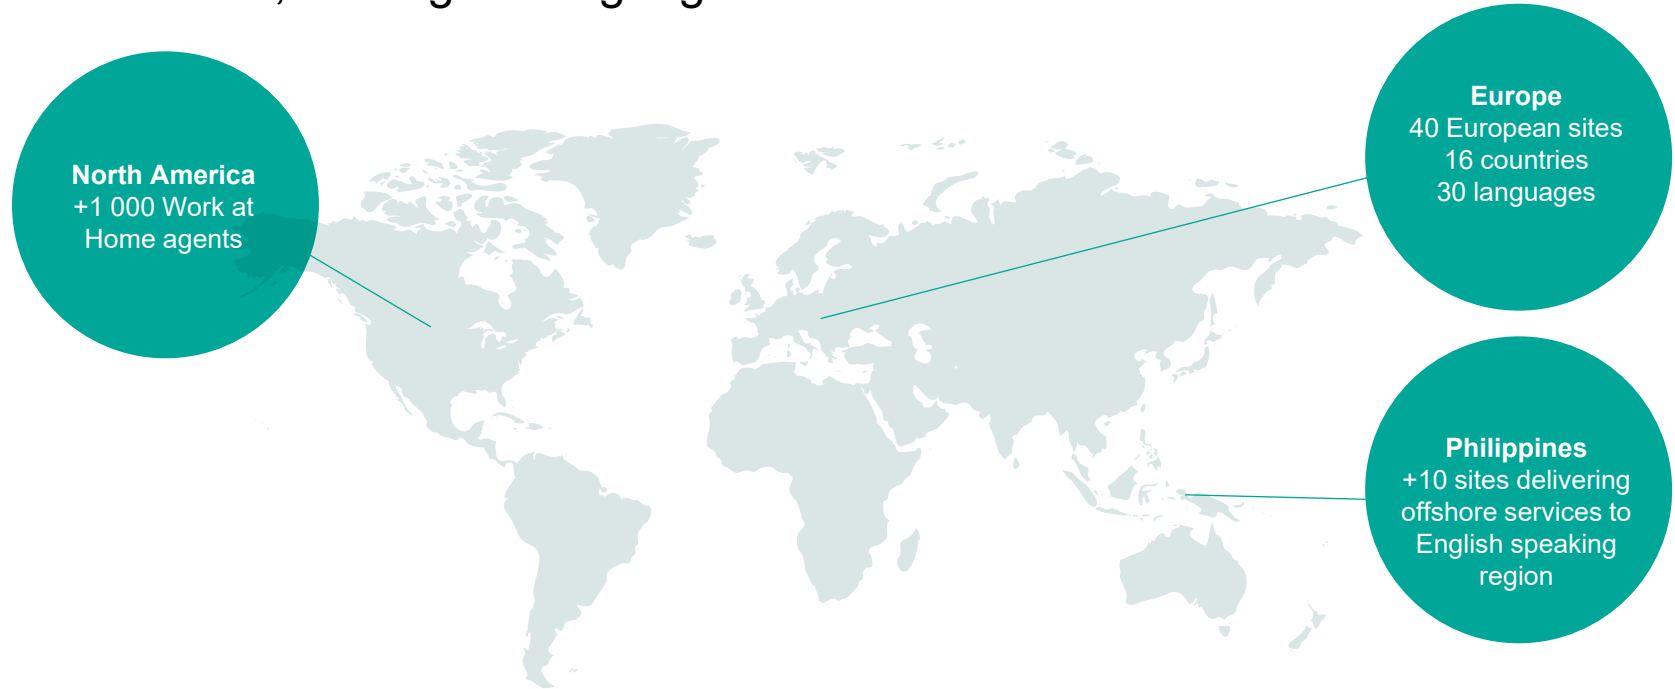 North America
+1 000 Work at
Home agents
Europe
40 European sites
16 countries
30 languages
Philippines
+10 sites delivering
offshore services to
English speaking
region